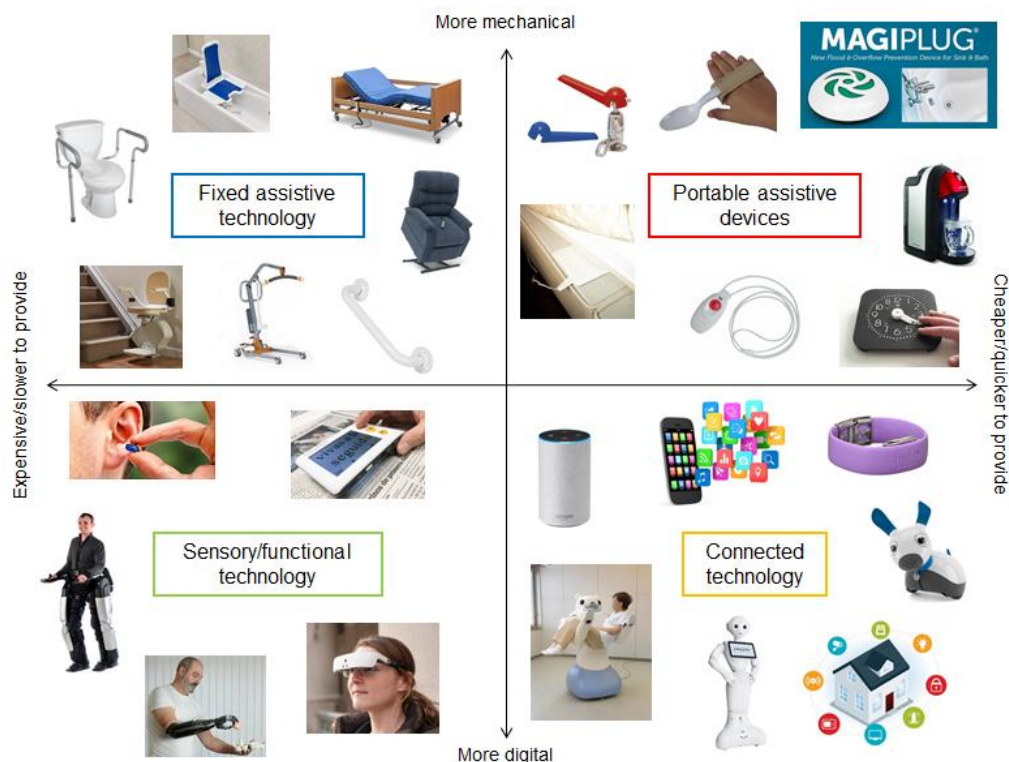 More mechanical
MAGIPLUG®
New Flood & Overflow Prevention Device for Sink & Bath
Fixed assistive
technology
Portable assistive
devices
Expensive/slower to provide
Cheaper/quicker to provide
Sensory/functional
technology
Connected
technology
More digital